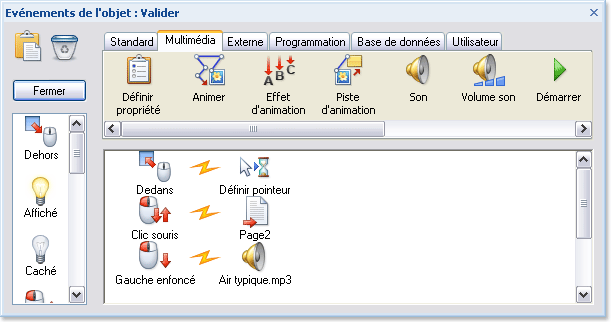 Evénements de l'objet : Valider
Standard Multimédia Externe Programmation Base de données Utilisateur
Définir propriété
Animer
Effet d'animation
Piste d'animation
Son
Volume son
Démarrer
Fermer
Dehors
Affiché
Caché
A B C
Dedans Définir pointeur
Clic souris Page2
Gauche enfoncé Air typique.mp3